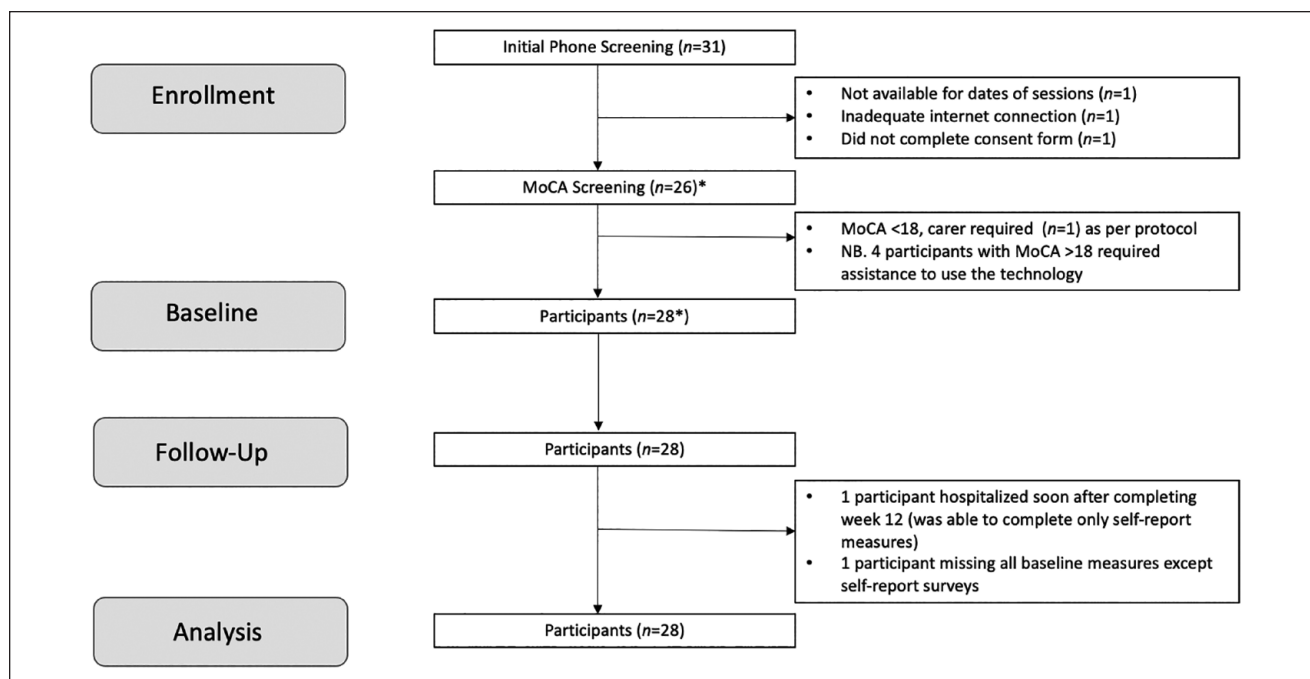 Initial Phone Screening (n=31)
Enrollment
• Not available for dates of sessions (n=1)
• Inadequate internet connection (n=1)
• Did not complete consent form (n=1)
MoCA Screening (n=26)*
• MoCA <18, carer required (n=1) as per protocol
• NB. 4 participants with MoCA >18 required
assistance to use the technology
Baseline
Participants (n=28*)
Follow-Up
Participants (n=28)
• 1 participant hospitalized soon after completing
week 12 (was able to complete only self-report
measures)
• 1 participant missing all baseline measures except
self-report surveys
Analysis
Participants (n=28)